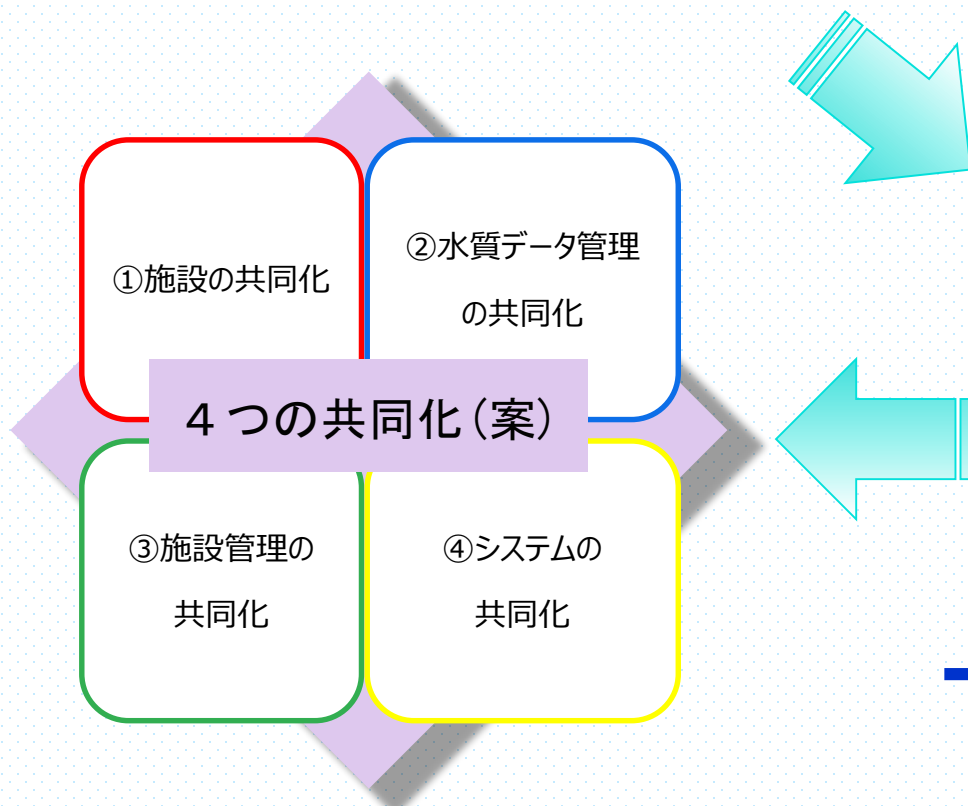 ①施設の共同化
②水質データ管理
の共同化
４つの共同化（案）
③施設管理の
共同化
④システムの
共同化